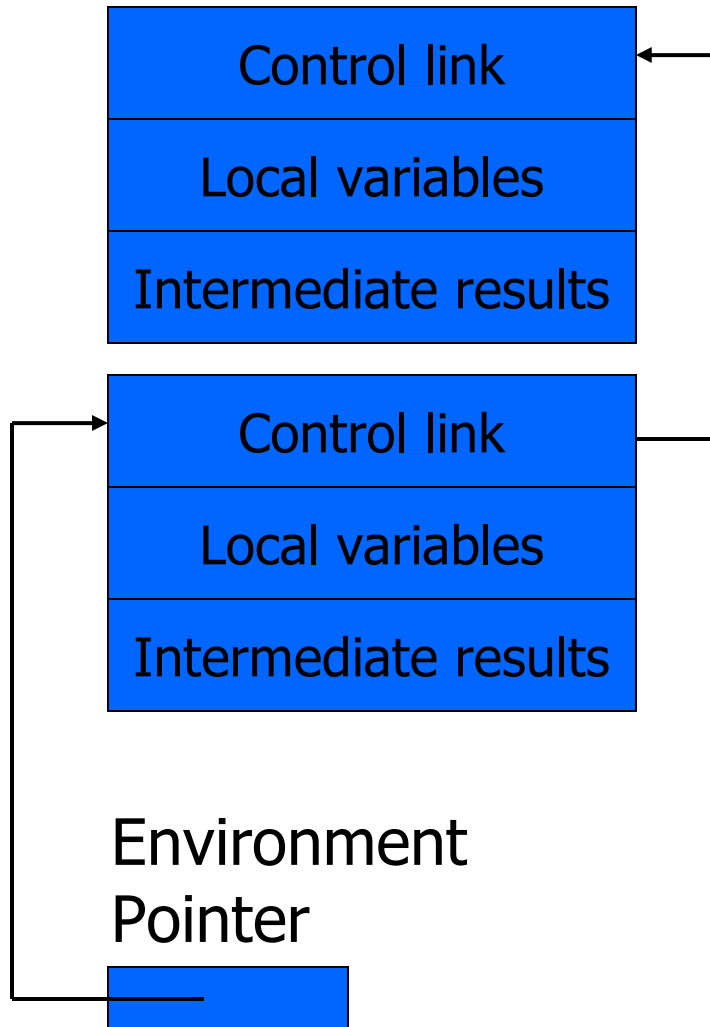 Control link
Local variables
Intermediate results
Control link
Local variables
Intermediate results
Environment
Pointer